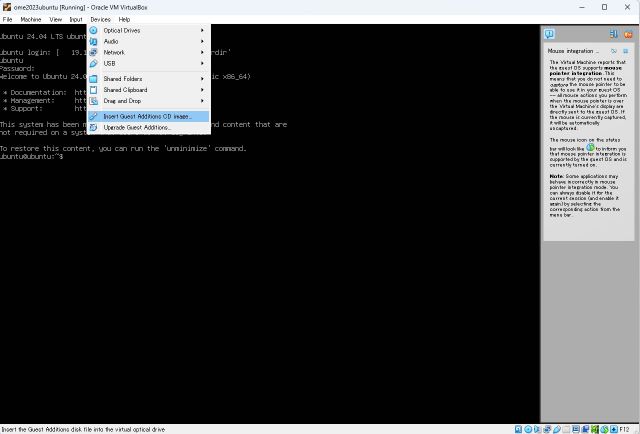 ome2023ubuntu [Running] - Oracle VM VirtualBox
File Machine View Input Devices Help
Optical Drives
Audio
Network
USB
Shared Folders
Shared Clipboard
Drag and Drop
Insert Guest Additions CD image...
Upgrade Guest Additions...
Ubuntu 24.04 LTS ubunt
ubuntu login: [ 19.1 rdir'
ubuntu
Password:
Welcome to Ubuntu 24.0 ic x86_64)
* Documentation: htt
* Management: htt
* Support: htt
This system has been m nd content that are
not required on a syst
To restore this content, you can run the 'unminimize' command.
ubuntu@ubuntu:~$
Mouse integration ...
The Virtual Machine reports that
the guest OS supports mouse
pointer integration. This
means that you do not need to
capture the mouse pointer to be
able to use it in your guest OS
-- all mouse actions you perform
when the mouse pointer is over
the Virtual Machine's display are
directly sent to the guest OS. If
the mouse is currently captured,
it will be automatically
uncaptured.
The mouse icon on the status
bar will look like to inform you
that mouse pointer integration is
supported by the guest OS and is
currently turned on.
Note: Some applications may
behave incorrectly in mouse
pointer integration mode. You
can always disable it for the
current session (and enable it
again) by selecting the
corresponding action from the
menu bar.
Insert the Guest Additions disk file into the virtual optical drive
F12